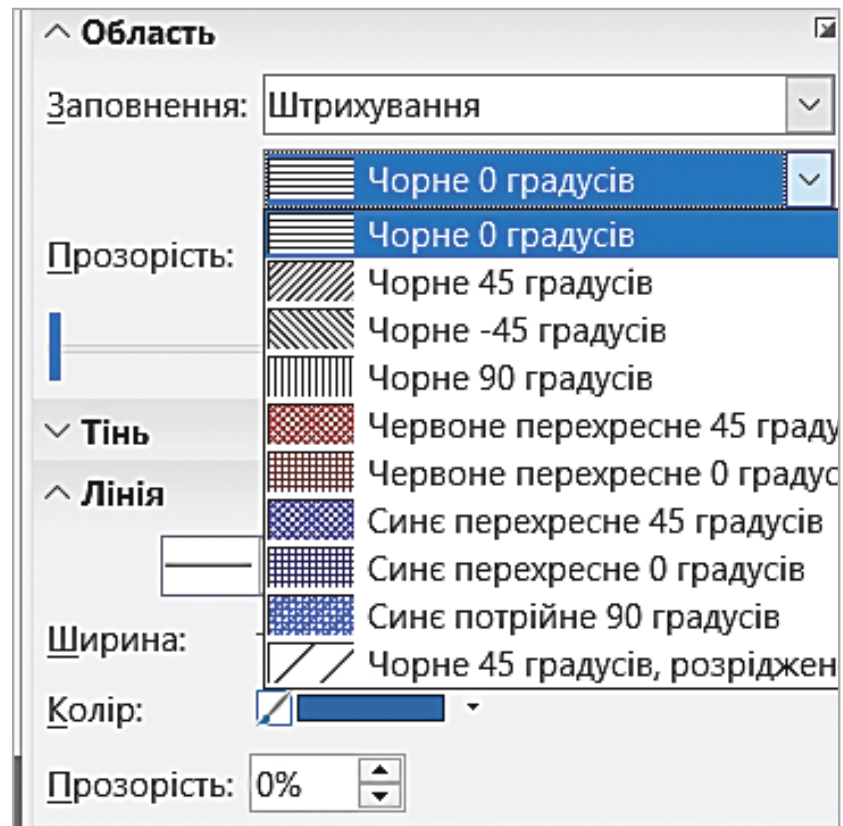 Область
Заповнення: Штрихування
Чорне 0 градусів
Чорне 0 градусів
Прозорість:
Чорне 45 градусів
Чорне -45 градусів
Чорне 90 градусів
Тінь
Червоне перехресне 45 граду
Червоне перехресне 0 градус
Лінія
Синє перехресне 45 градусів
Синє перехресне 0 градусів
Синє потрійне 90 градусів
Ширина:
Чорне 45 градусів, розріджен
Колір:
Прозорість: 0%